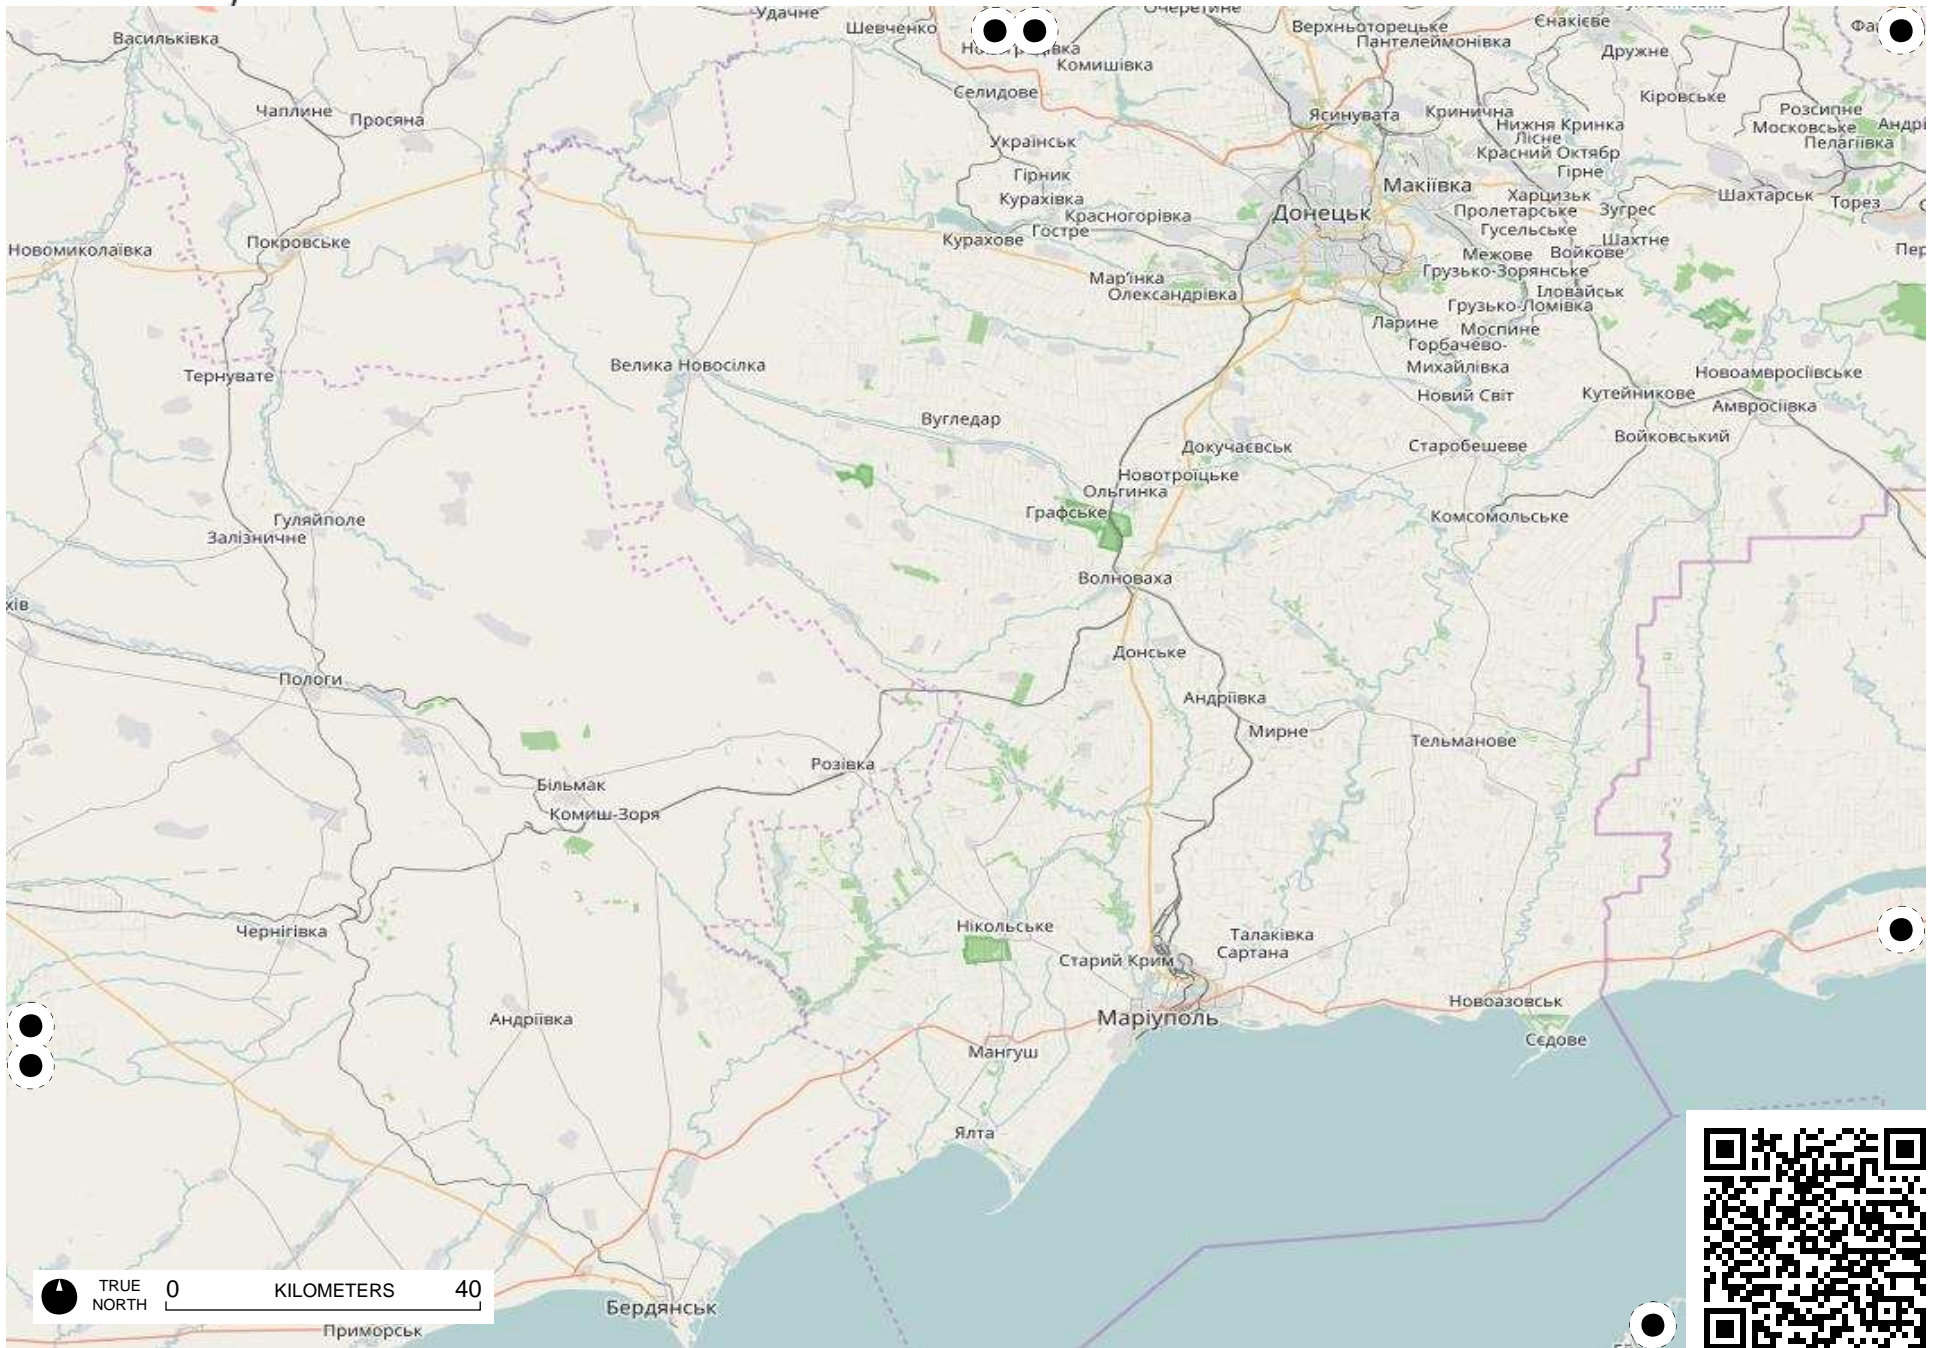 Удачне
Очеретине
Васильківка
Шевченко
Верхньоторецьке
Єнакієве
Пантелеймонівка
Дружне
Комишівка
Селидове
Кіровське
Чаплине
Просяна
Ясинувата
Кринична
Розсипне
Нижня Кринка
Московське
Андрі
Українськ
Лісне
Пелагіївка
Красний Октябр
Гірник
Гірне
Макіївка
Курахівка
Харцизьк
Шахтарськ
Торез
Красногорівка
Донецьк
Пролетарське
Зугрес
Гостре
Гусельське
Новомиколаївка
Покровське
Курахове
Шахтне
Межове
Войкове
Пер
Мар'їнка
Грузько-Зорянське
Олександрівка
Іловайськ
Грузько-Ломівка
Ларине
Моспине
Горбачево-
Михайлівка
Тернувате
Велика Новосілка
Новоамвросіївське
Новий Світ
Кутейникове
Амвросіївка
Вугледар
Докучаєвськ
Старобешеве
Войковський
Новотроїцьке
Ольгинка
Графське
Комсомольське
Гуляйполе
Залізничне
Волноваха
хів
Донське
Пологи
Андріївка
Мирне
Тельманове
Розівка
Більмак
Комиш-Зоря
Чернігівка
Нікольське
Талаківка
Сартана
Старий Крим
Новоазовськ
Андріївка
Маріуполь
Сєдове
Мангуш
Ялта
TRUE
NORTH
0 KILOMETERS 40
Бердянськ
Приморськ